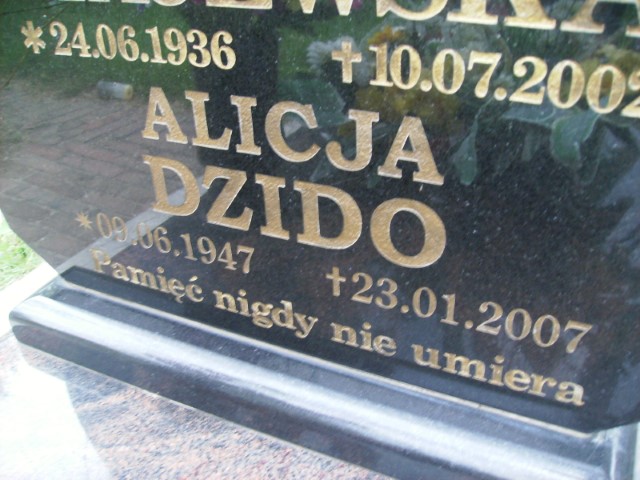 *24.06.1936 †10.07.2002
ALICJA
DZIDO
*09.06.1947 †23.01.2007
Pamięć nigdy nie umiera